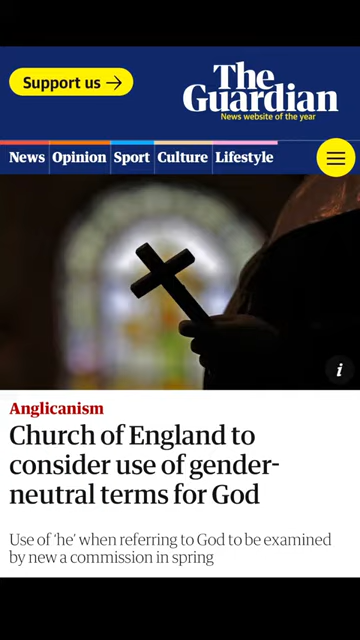 Support us →
The
Guardian
News website of the year
News Opinion Sport Culture Lifestyle
i
Anglicanism
Church of England to
consider use of gender-
neutral terms for God
Use of ‘he’ when referring to God to be examined
by new a commission in spring